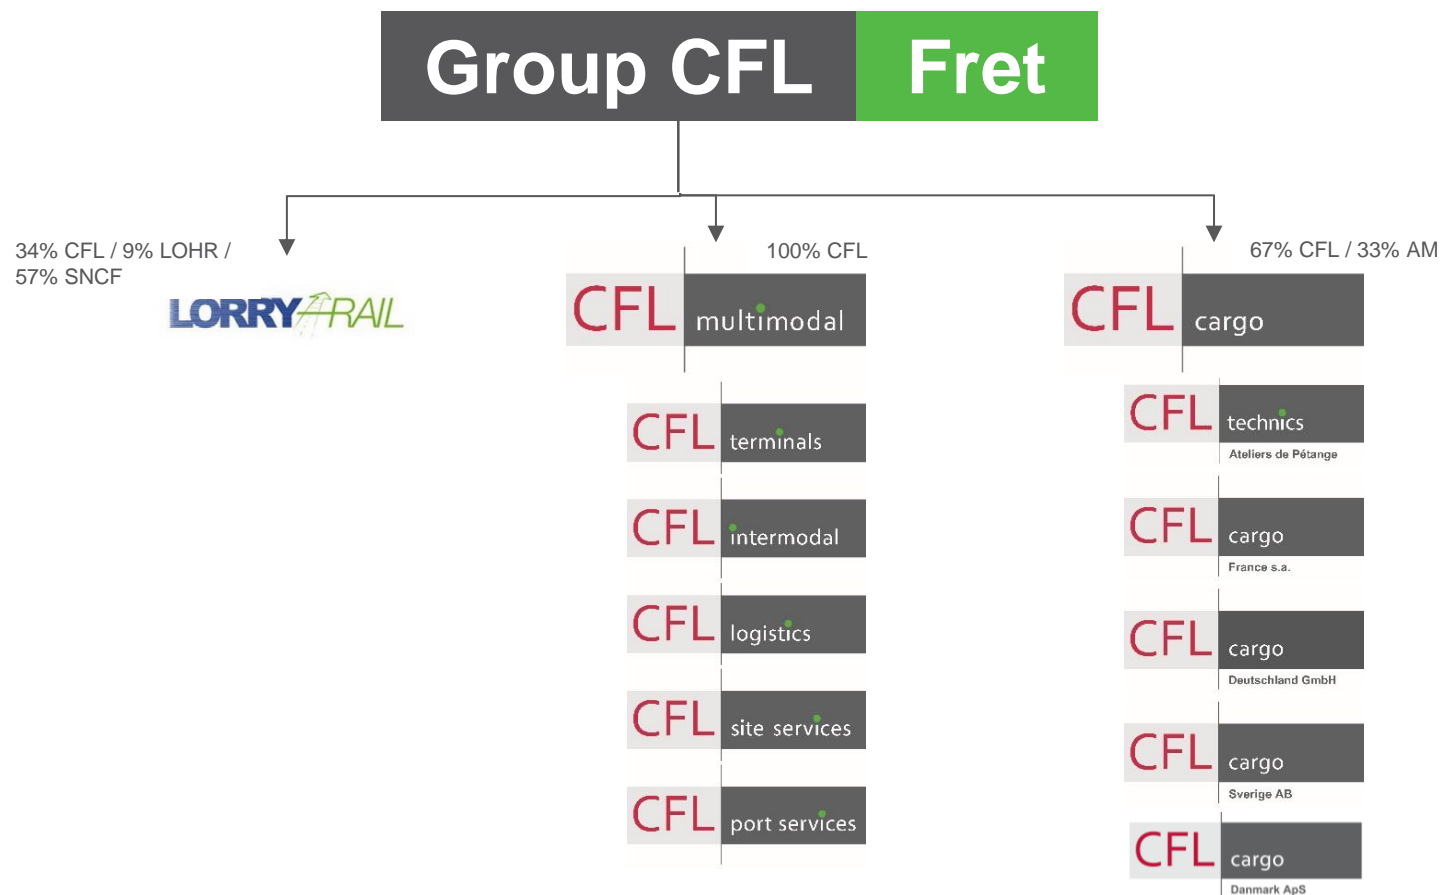 Group CFL Fret
34% CFL / 9% LOHR /
57% SNCF
LORRY RAIL
100% CFL
CFL multimodal
CFL terminals
CFL intermodal
CFL logistics
CFL site services
CFL port services
67% CFL / 33% AM
CFL cargo
CFL technics
Ateliers de Pétange
CFL cargo
France s.a.
CFL cargo
Deutschland GmbH
CFL cargo
Sverige AB
CFL cargo
Danmark ApS